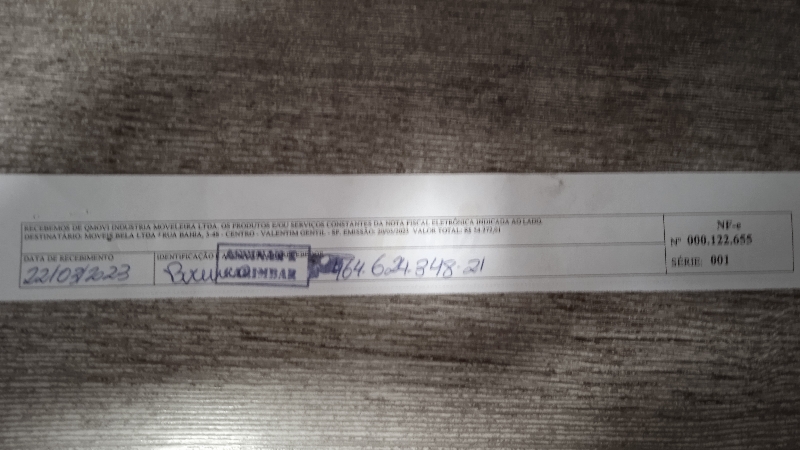 RECEBEMOS DE QMOVI INDUSTRIA MOVELEIRA LTDA. OS PRODUTOS E/OU SERVIÇOS CONSTANTES DA NOTA FISCAL ELETRÔNICA INDICADA AO LADO.
DESTINATÁRIO: MOVEIS BELA LTDA RUA BAHIA, - CENTRO - VALENTIM GENTIL - SP. EMISSÃO: VALOR TOTAL: R$
NF-e
Nº 000.122.655
SÉRIE: 001
DATA DE RECEBIMENTO
22/03/2023
IDENTIFICAÇÃO E
CARIMBAR
464.624.348.21